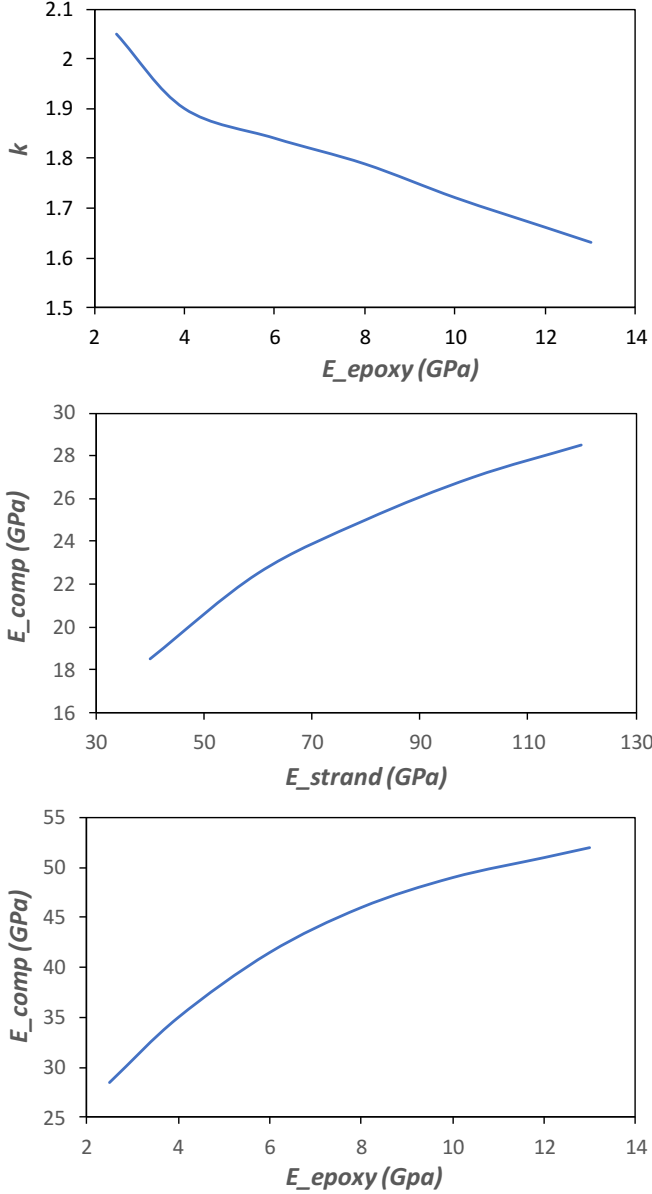 2.1
2
1.9
1.8
1.7
1.6
1.5
k
2 4 6 8 10 12 14
E_epoxy (GPa)
30
28
26
24
22
20
18
16
E_comp (GPa)
30 50 70 90 110 130
E_strand (GPa)
55
50
45
40
35
30
25
E_comp (GPa)
2 4 6 8 10 12 14
E_epoxy (Gpa)